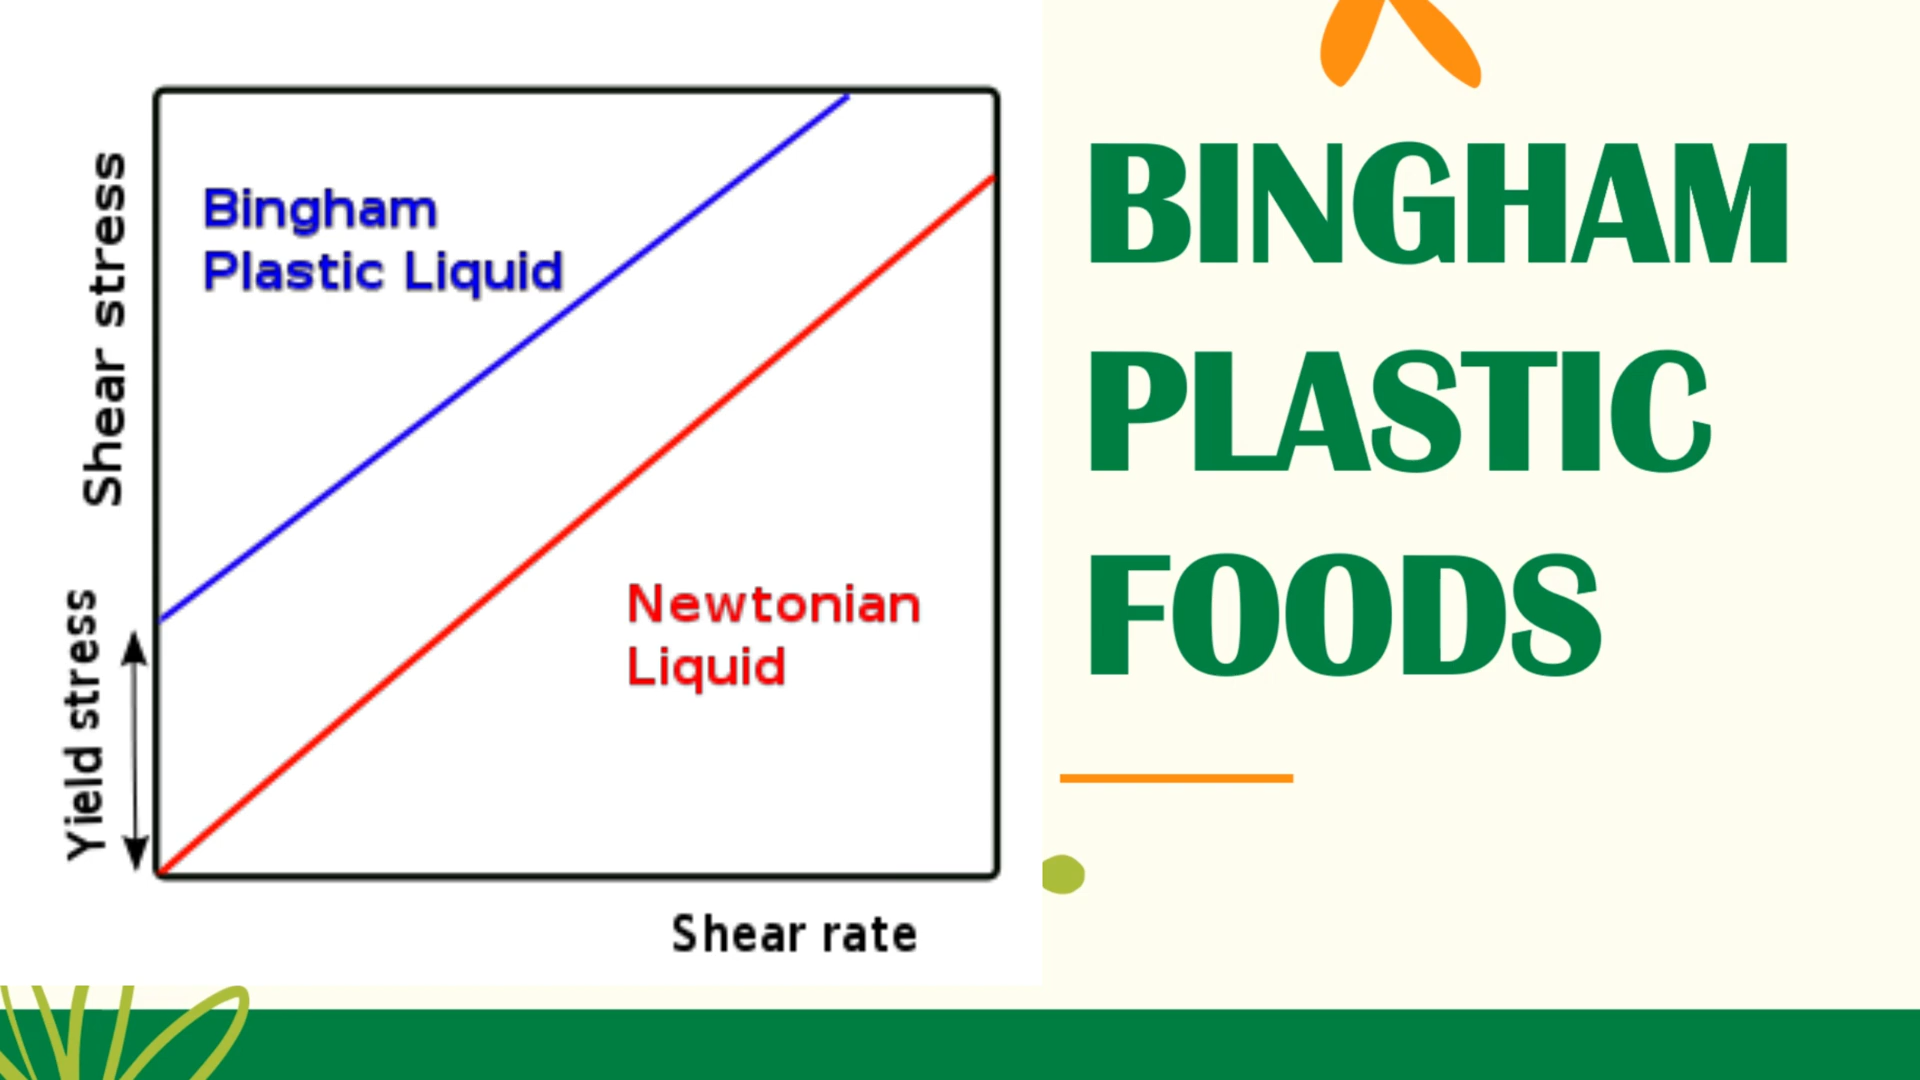 Shear stress
Yield stress
Bingham
Plastic Liquid
Newtonian
Liquid
Shear rate
BINGHAM
PLASTIC
FOODS